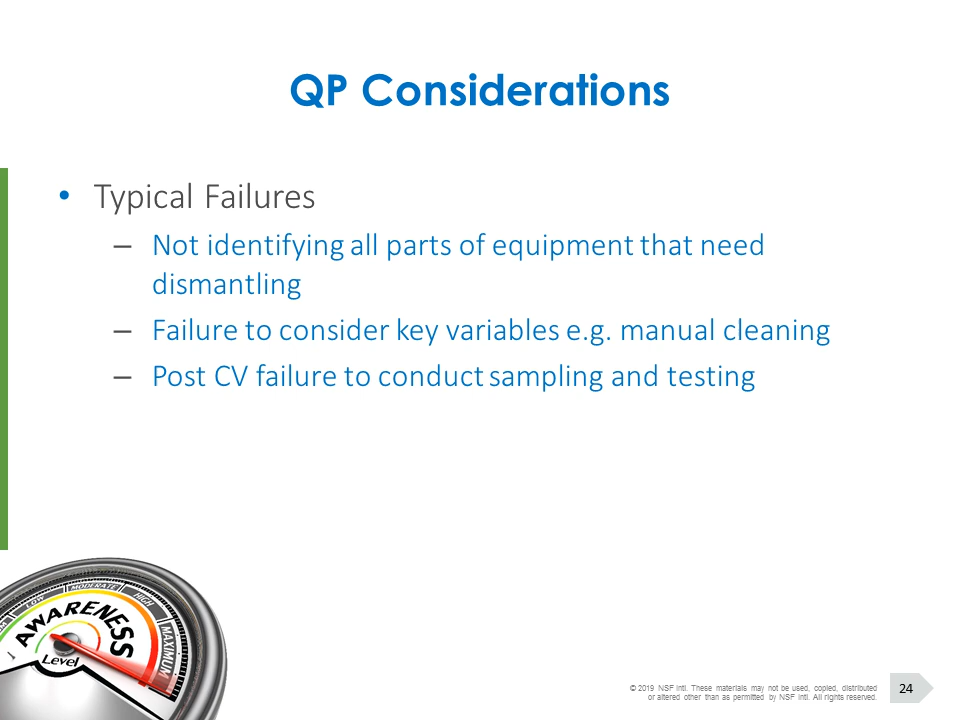 QP Considerations
• Typical Failures
– Not identifying all parts of equipment that need
dismantling
– Failure to consider key variables e.g. manual cleaning
– Post CV failure to conduct sampling and testing
LOW
MODERATE
HIGH
MAXIMUM
AWARENESS
Level
© 2019 NSF Intl. These materials may not be used, copied, distributed
or altered other than as permitted by NSF Intl. All rights reserved.
24